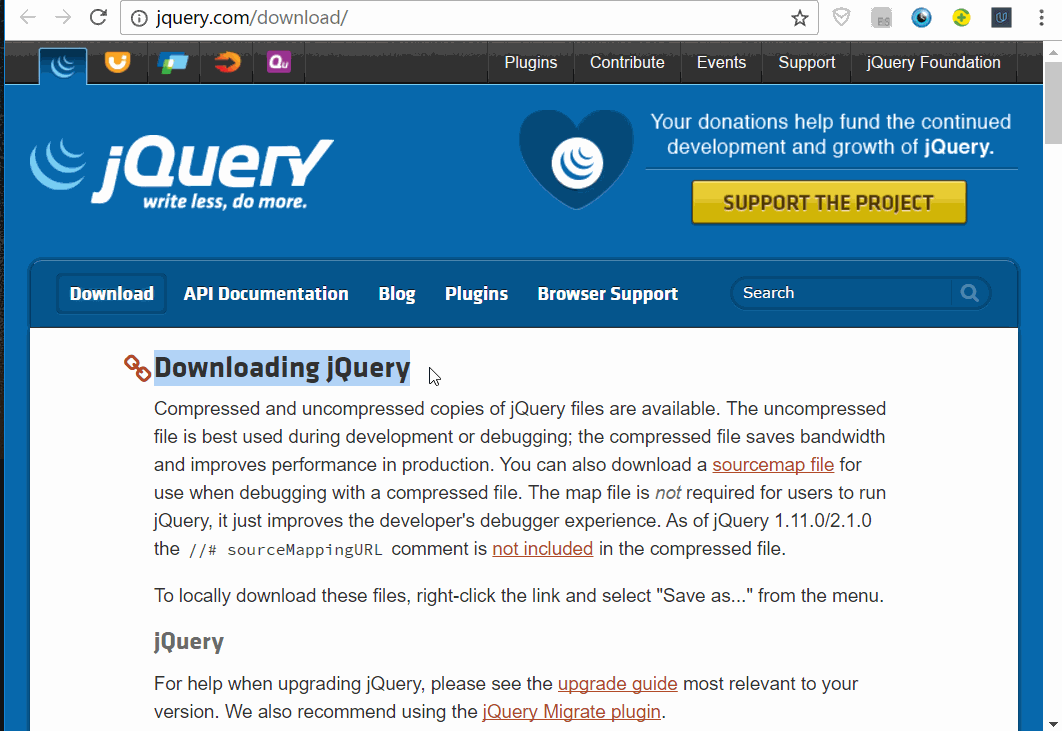 jquery.com/download/
Plugins Contribute Events Support jQuery Foundation
Qu
jQuery
write less, do more.
Your donations help fund the continued
development and growth of jQuery.
SUPPORT THE PROJECT
Download API Documentation Blog Plugins Browser Support Search
Downloading jQuery
Compressed and uncompressed copies of jQuery files are available. The uncompressed
file is best used during development or debugging; the compressed file saves bandwidth
and improves performance in production. You can also download a sourcemap file for
use when debugging with a compressed file. The map file is not required for users to run
jQuery, it just improves the developer's debugger experience. As of jQuery 1.11.0/2.1.0
the //# sourceMappingURL comment is not included in the compressed file.
To locally download these files, right-click the link and select "Save as..." from the menu.
jQuery
For help when upgrading jQuery, please see the upgrade guide most relevant to your
version. We also recommend using the jQuery Migrate plugin.